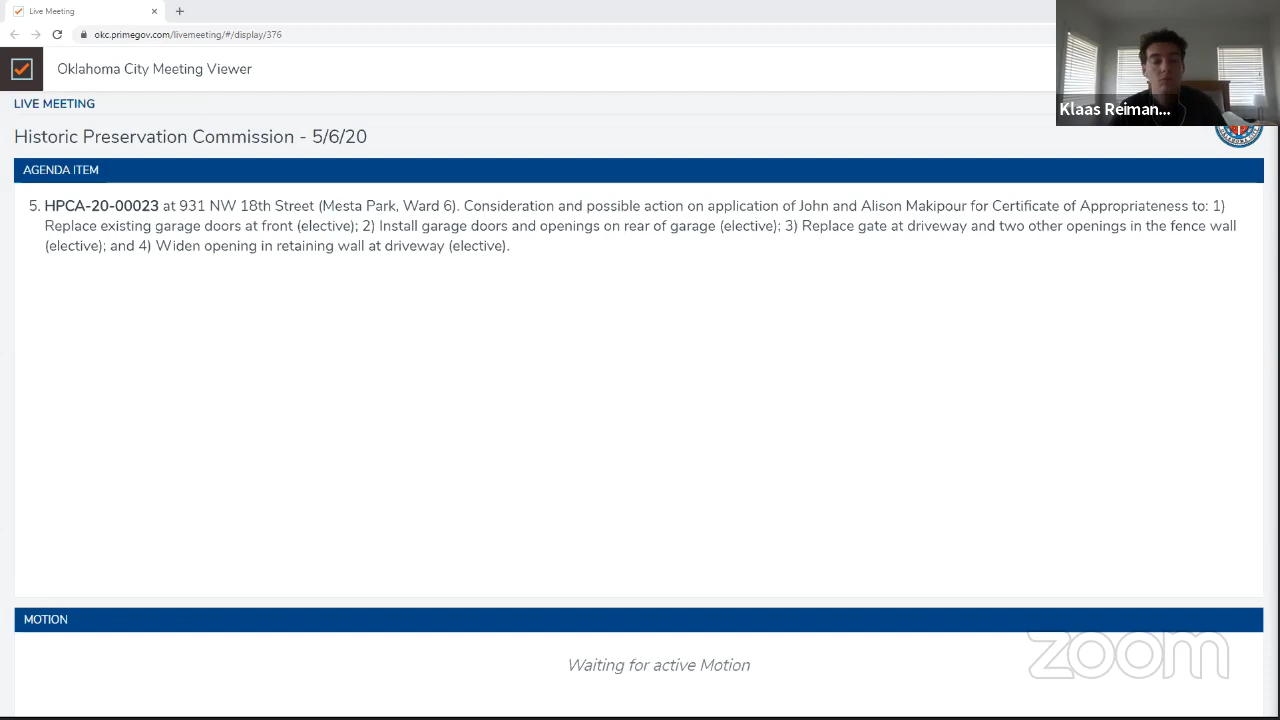 Live Meeting
okc.primegov.com/livemeeting/#/display/376
Oklahoma City Meeting Viewer
Klaas Reiman...
LIVE MEETING
Historic Preservation Commission - 5/6/20
AGENDA ITEM
5. HPCA-20-00023 at 931 NW 18th Street (Mesta Park, Ward 6). Consideration and possible action on application of John and Alison Makipour for Certificate of Appropriateness to: 1)
Replace existing garage doors at front (elective); 2) Install garage doors and openings on rear of garage (elective); 3) Replace gate at driveway and two other openings in the fence wall
(elective); and 4) Widen opening in retaining wall at driveway (elective).
MOTION
Waiting for active Motion
zoom